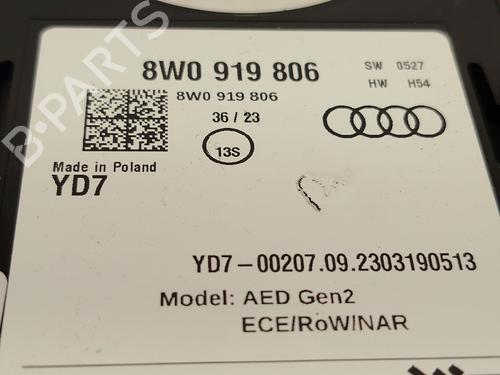 B-PARTS
8W0 919 806
SW 0527
8W0 919 806
HW H54
36 / 23
13S
Made in Poland
YD7
YD7-00207.09.2303190513
Model: AED Gen2
ECE/RoW/NAR